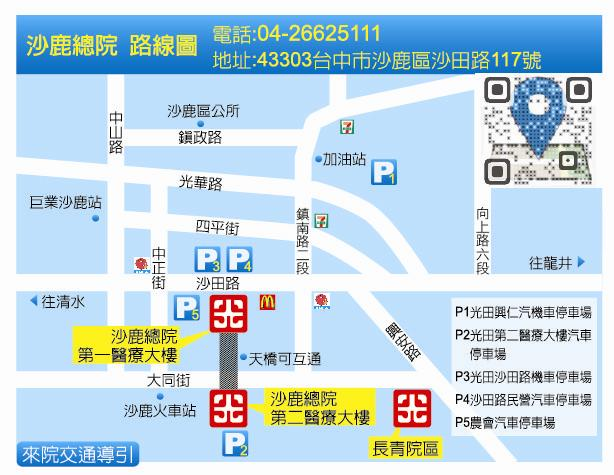 沙鹿總院 路線圖
電話:04-26625111
地址:43303台中市沙鹿區沙田路117號
沙鹿區公所
鎮政路
中山路
7
加油站
P1
光華路
巨業沙鹿站
四平街
鎮南路二段
7
向上路六段
中正街
P3
P4
沙田路
往龍井
往清水
P5
M
沙鹿總院
第一醫療大樓
天橋可互通
興安路
大同街
沙鹿火車站
沙鹿總院
第二醫療大樓
P2
長青院區
P1光田興仁汽機車停車場
P2光田第二醫療大樓汽車
停車場
P3光田沙田路機車停車場
P4沙田路民營汽車停車場
P5農會汽車停車場
來院交通導引